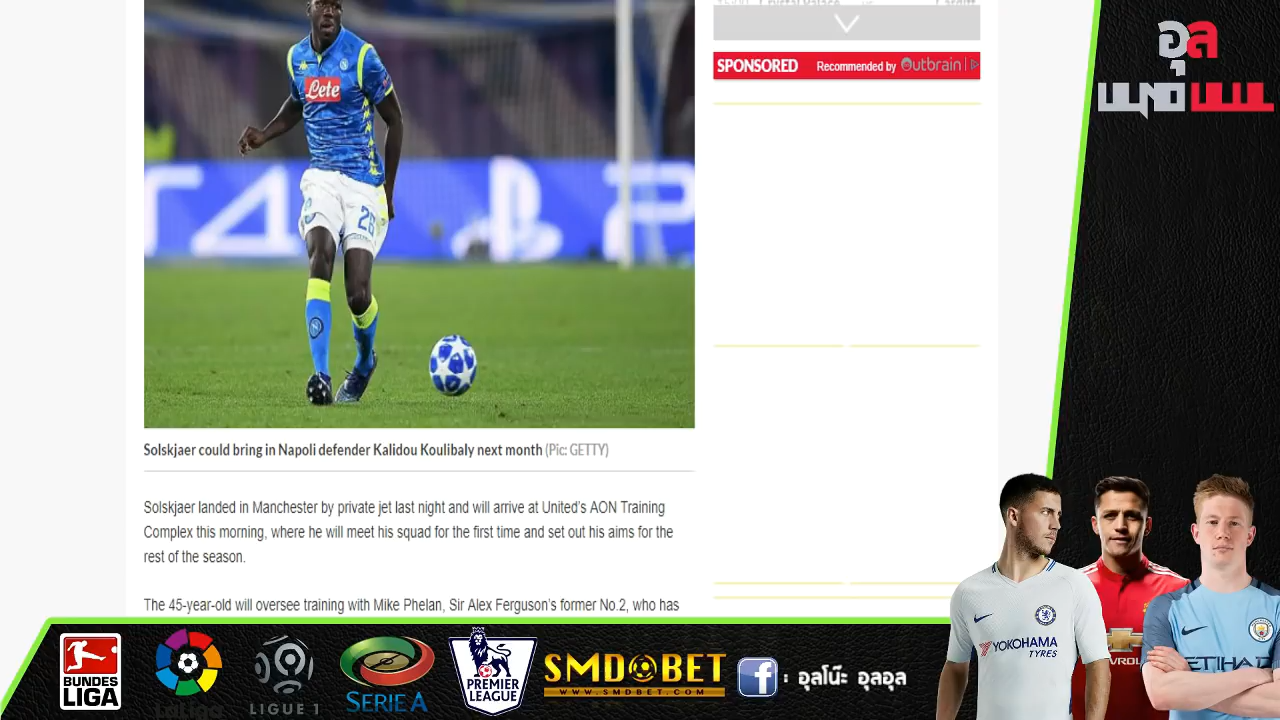 SPONSORED Recommended by Outbrain
อุล
Lete
26
Solskjaer could bring in Napoli defender Kalidou Koulibaly next month (Pic: GETTY)
Solskjaer landed in Manchester by private jet last night and will arrive at United's AON Training
Complex this morning, where he will meet his squad for the first time and set out his aims for the
rest of the season.
The 45-year-old will oversee training with Mike Phelan, Sir Alex Ferguson's former No.2, who has
YOKOHAMA
TYRES
BUNDES
LIGA
LIGUE 1
SERIE A
PREMIER
LEAGUE
SMDBET
WWW.SMDBET.COM
f : อุลโน๊ะ อุลอุล